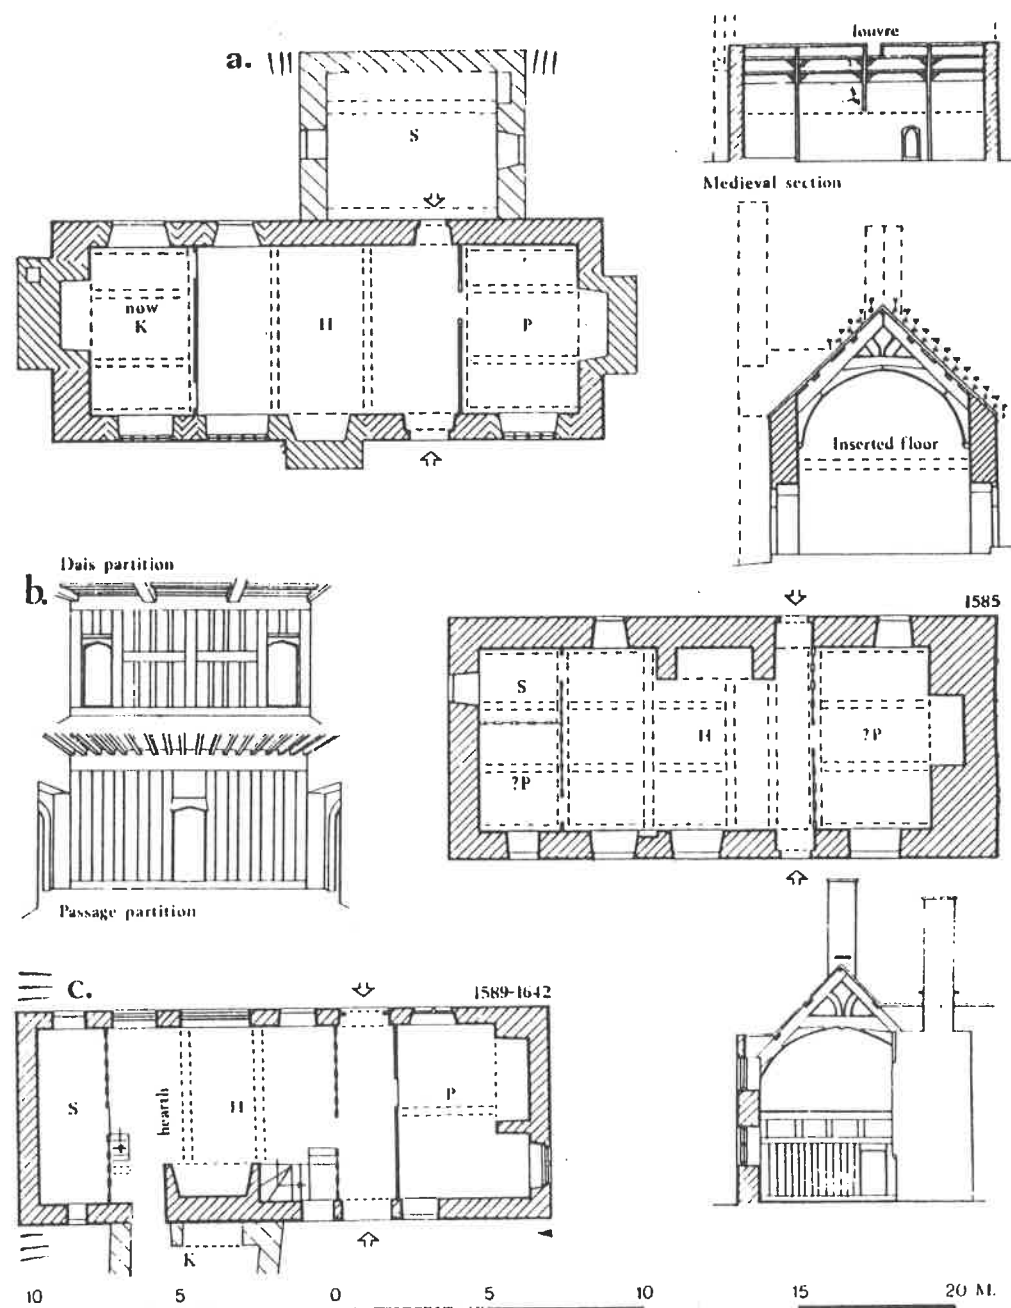 a.
louvre
S
Medieval section
now
K
H
P
Inserted floor
b.
Dais partition
1585
S
H
?P
?P
Passage partition
c.
1589-1642
S
hearth
H
P
K
10 5 0 5 10 15 20 M.